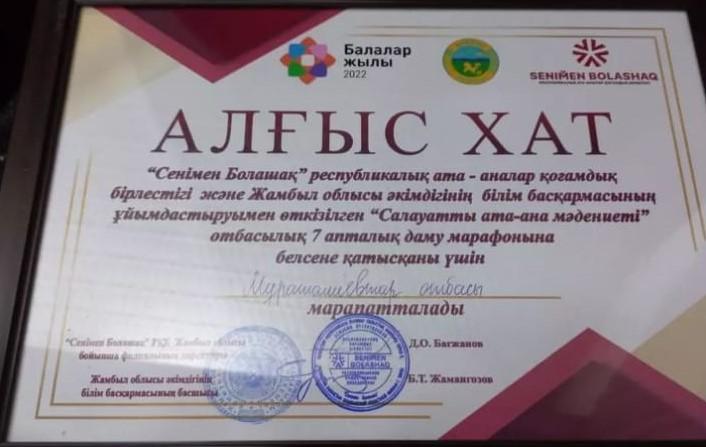 Балалар
жылы
2022
SENIMEN BOLASHAQ
АЛҒЫС ХАТ
“Сенімен Болашақ” республикалық ата - аналар қоғамдық
бірлестігі және Жамбыл облысы әкімдігінің білім басқармасының
ұйымдастыруымен өткізілген “Салауатты ата-ана мәдениеті”
отбасылық 7 апталық даму марафонына
белсене қатысқаны үшін
отбасы
марапатталады
“Сенімен Болашақ” РҚБ Жамбыл облысы
бойынша филиалының директоры
Д.О. Багжанов
SENIMEN
BOLASHAQ
Жамбыл облысы әкімдігінің
білім басқармасының басшысы
Б.Т. Жамангозов